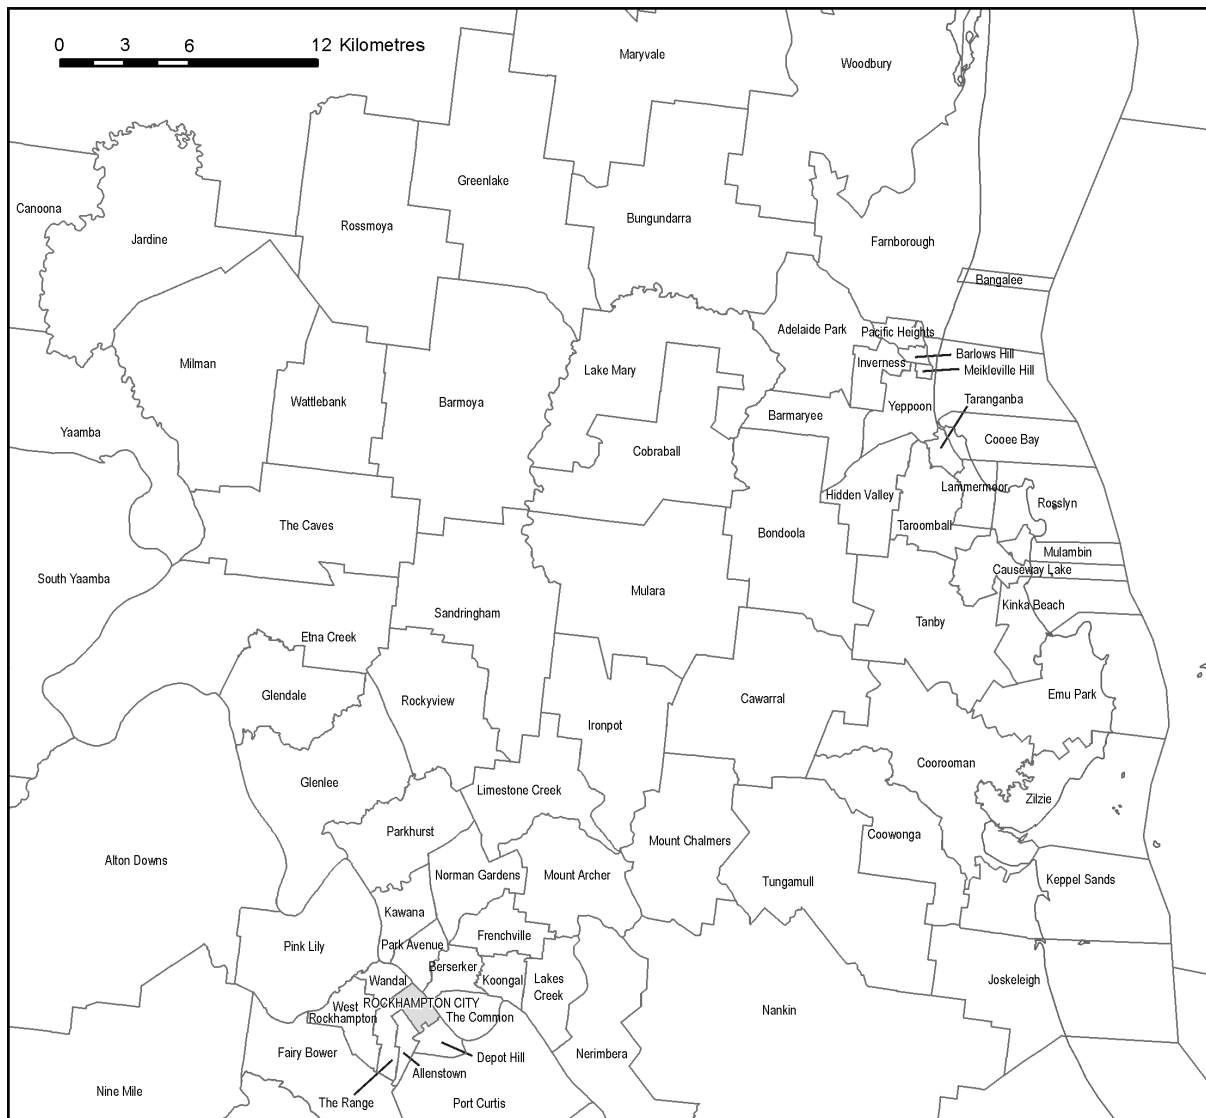 0 3 6 12 Kilometres
Maryvale
Woodbury
Greenlake
Canoona
Rossmoya
Bungundarra
Jardine
Farnborough
Bangalee
Adelaide Park
Pacific Heights
Milman
Barlows Hill
Inverness
Lake Mary
Meikleville Hill
Wattlebank
Barmoya
Taranganba
Yeppoon
Barmaryee
Yaamba
Cooee Bay
Cobraball
Lammermoor
Hidden Valley
Rosslyn
The Caves
Taroomball
Bondoola
Mulambin
Causeway Lake
South Yaamba
Mulara
Kinka Beach
Sandringham
Tanby
Etna Creek
Glendale
Emu Park
Rockyview
Cawarral
Ironpot
Coorooman
Glenlee
Limestone Creek
Zilzie
Parkhurst
Coowonga
Mount Chalmers
Alton Downs
Norman Gardens
Mount Archer
Tungamull
Keppel Sands
Kawana
Frenchville
Pink Lily
Park Avenue
Berserker
Wandal
Koongal
Lakes
Creek
Joskeleigh
ROCKHAMPTON CITY
West
Rockhampton
The Common
Nankin
Fairy Bower
Depot Hill
Nerimbera
Allenstown
Nine Mile
The Range
Port Curtis